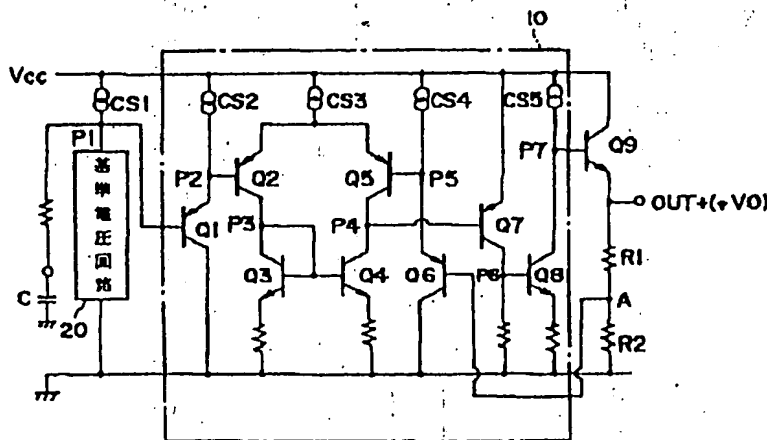 10
Vcc
CS1
CS2
CS3
CS4
CS5
P1
P2
Q2
Q5
P5
P7
Q9
OUT+(+VO)
基準電圧回路
Q1
P3
P4
Q7
R1
Q3
Q4
Q6
P6
Q8
A
C
20
R2